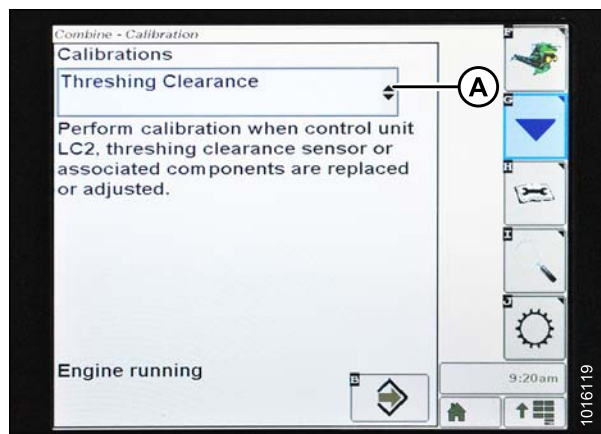 Combine - Calibration
Calibrations
Threshing Clearance
A
Perform calibration when control unit
LC2, threshing clearance sensor or
associated components are replaced
or adjusted.
Engine running
F
G
H
I
J
B
9:20am
1016119